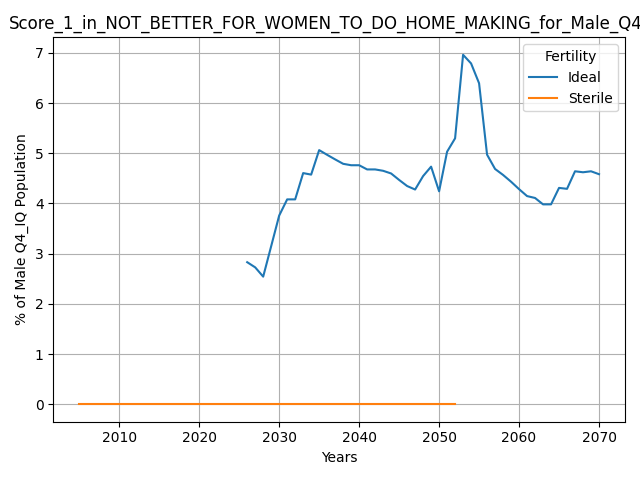 Score_1_in_NOT_BETTER_FOR_WOMEN_TO_DO_HOME_MAKING_for_Male_Q4
Fertility
Ideal
Sterile
% of Male Q4_IQ Population
7
6
5
4
3
2
1
0
2010 2020 2030 2040 2050 2060 2070
Years